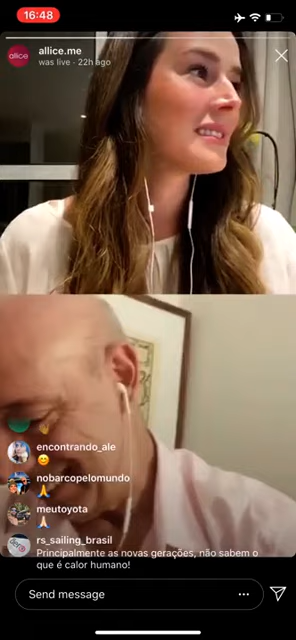 16:48
allice
allice.me
was live · 22h ago
encontrando_ale
nobarcopelomundo
meutoyota
rs_sailing_brasil
Principalmente as novas gerações, não sabem o
que é calor humano!
Send message